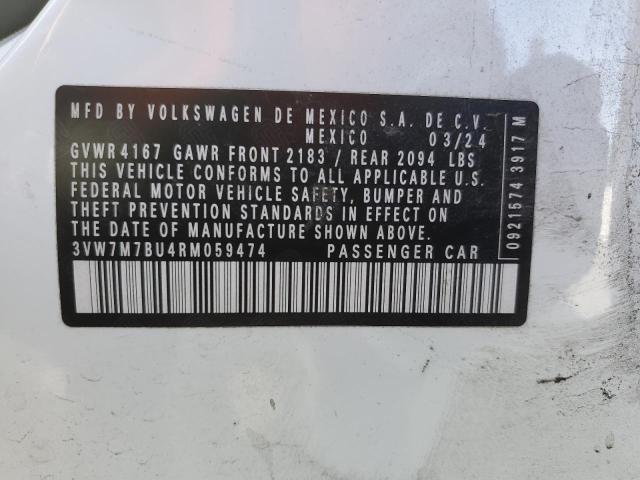 MFD BY VOLKSWAGEN DE MEXICO S.A. DE C.V.
MEXICO 03/24
GVWR 4167 GAWR FRONT 2183 / REAR 2094 LBS
THIS VEHICLE CONFORMS TO ALL APPLICABLE U.S.
FEDERAL MOTOR VEHICLE SAFETY, BUMPER AND
THEFT PREVENTION STANDARDS IN EFFECT ON
THE DATE OF MANUFACTURE SHOWN ABOVE.
3VW7M7BU4RM059474 PASSENGER CAR
0921574 3917 M